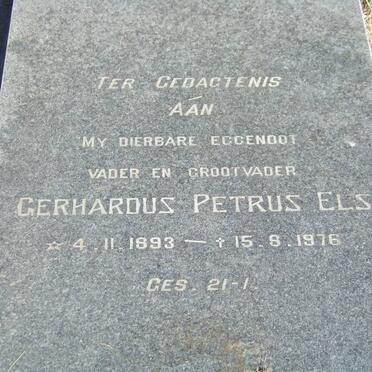 TER GEDAGTENIS
AAN
MY DIERBARE EGGENOOT
VADER EN GROOTVADER
GERHARDUS PETRUS ELS
☆ 4.11.1893 — † 15.8.1976
GES. 21-1.